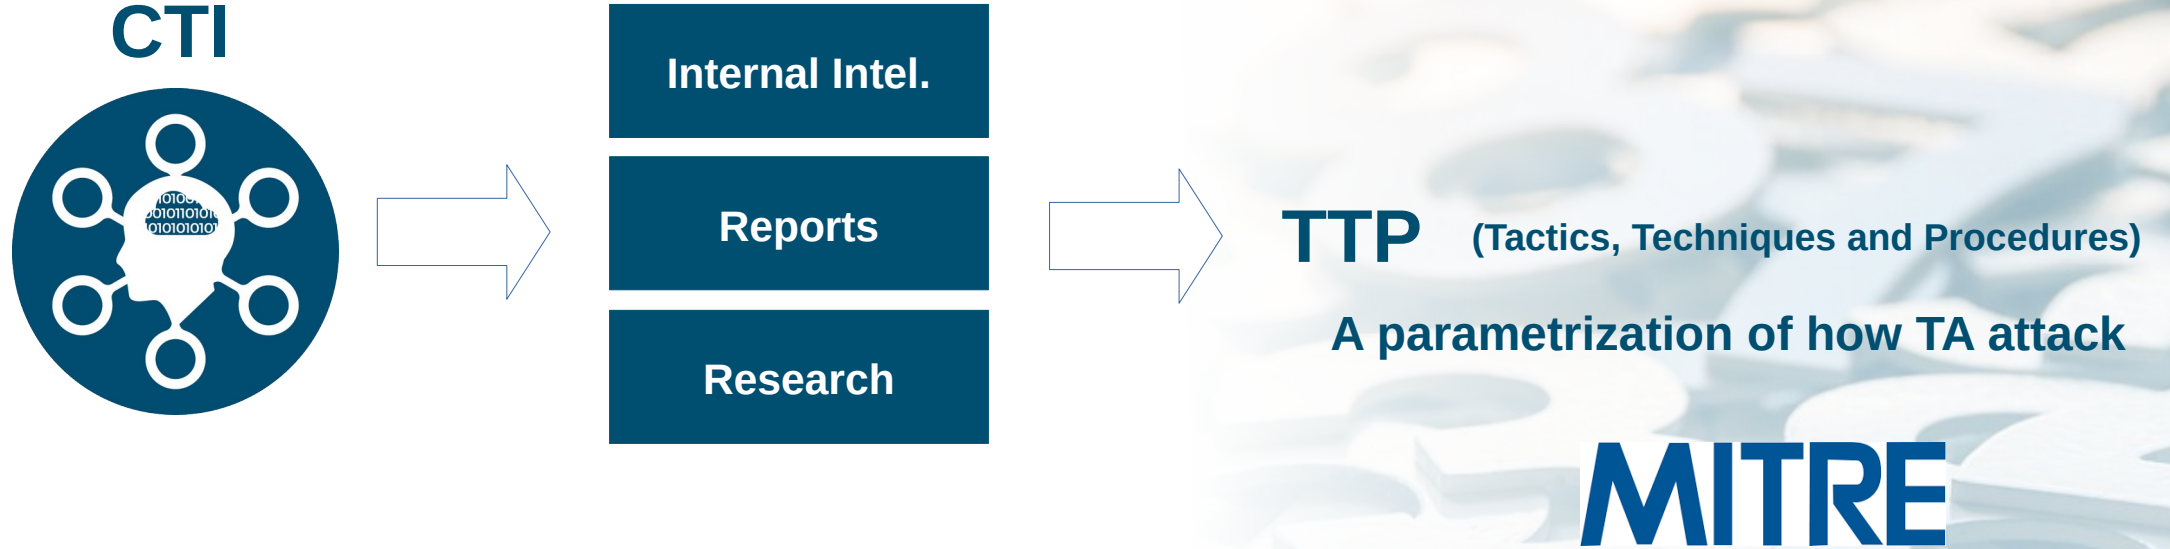 CTI
Internal Intel.
Reports
Research
TTP (Tactics, Techniques and Procedures)
A parametrization of how TA attack
MITRE